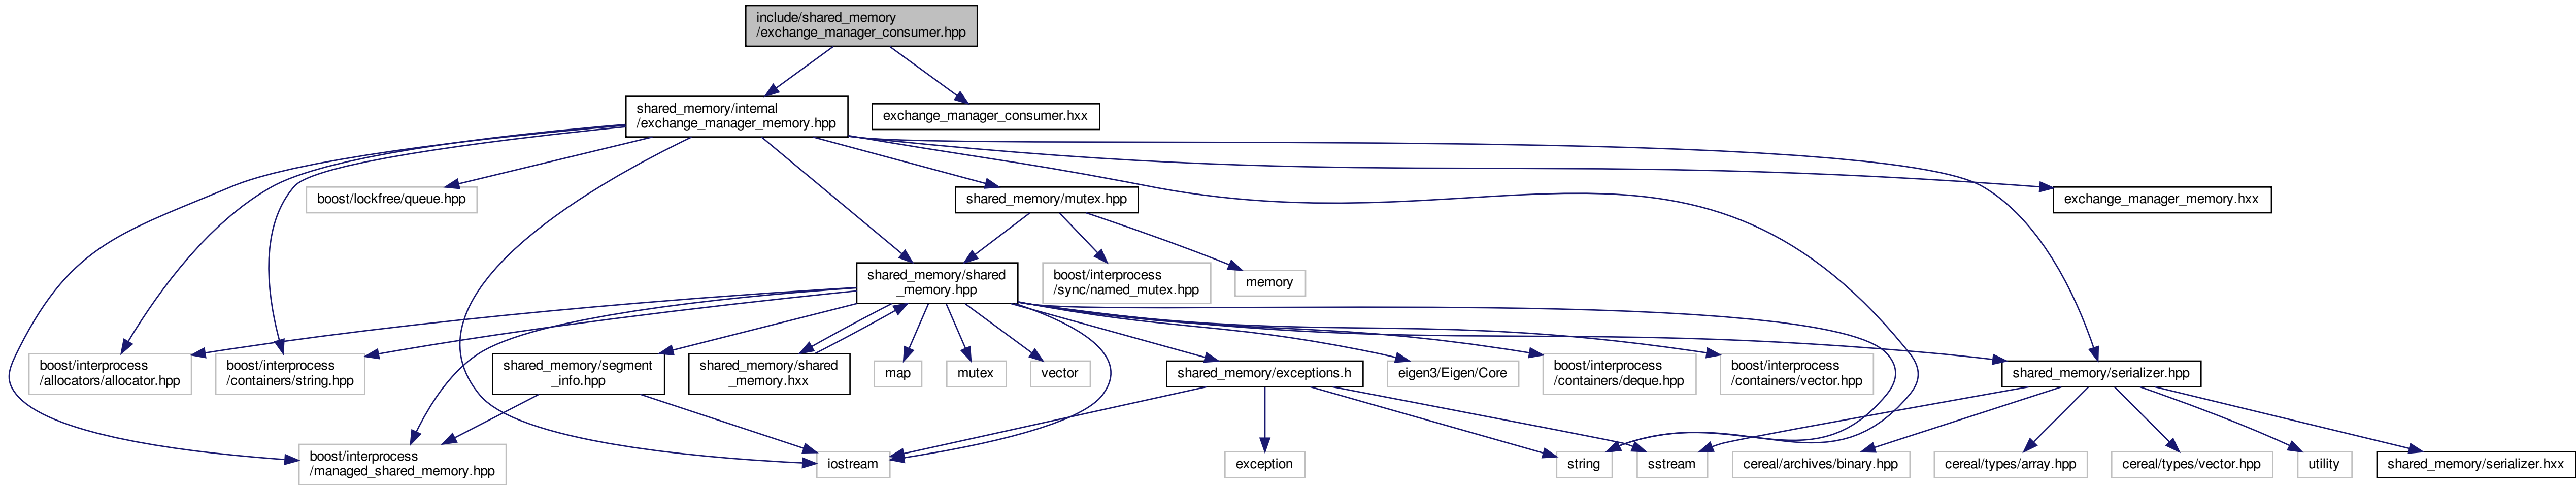 include/shared_memory
/exchange_manager_consumer.hpp
shared_memory/internal
/exchange_manager_memory.hpp
exchange_manager_consumer.hxx
boost/lockfree/queue.hpp
shared_memory/mutex.hpp
exchange_manager_memory.hxx
shared_memory/shared
_memory.hpp
boost/interprocess
/sync/named_mutex.hpp
memory
boost/interprocess
/allocators/allocator.hpp
boost/interprocess
/containers/string.hpp
shared_memory/segment
_info.hpp
shared_memory/shared
_memory.hxx
map
mutex
vector
shared_memory/exceptions.h
eigen3/Eigen/Core
boost/interprocess
/containers/deque.hpp
boost/interprocess
/containers/vector.hpp
shared_memory/serializer.hpp
boost/interprocess
/managed_shared_memory.hpp
iostream
exception
string
sstream
cereal/archives/binary.hpp
cereal/types/array.hpp
cereal/types/vector.hpp
utility
shared_memory/serializer.hxx